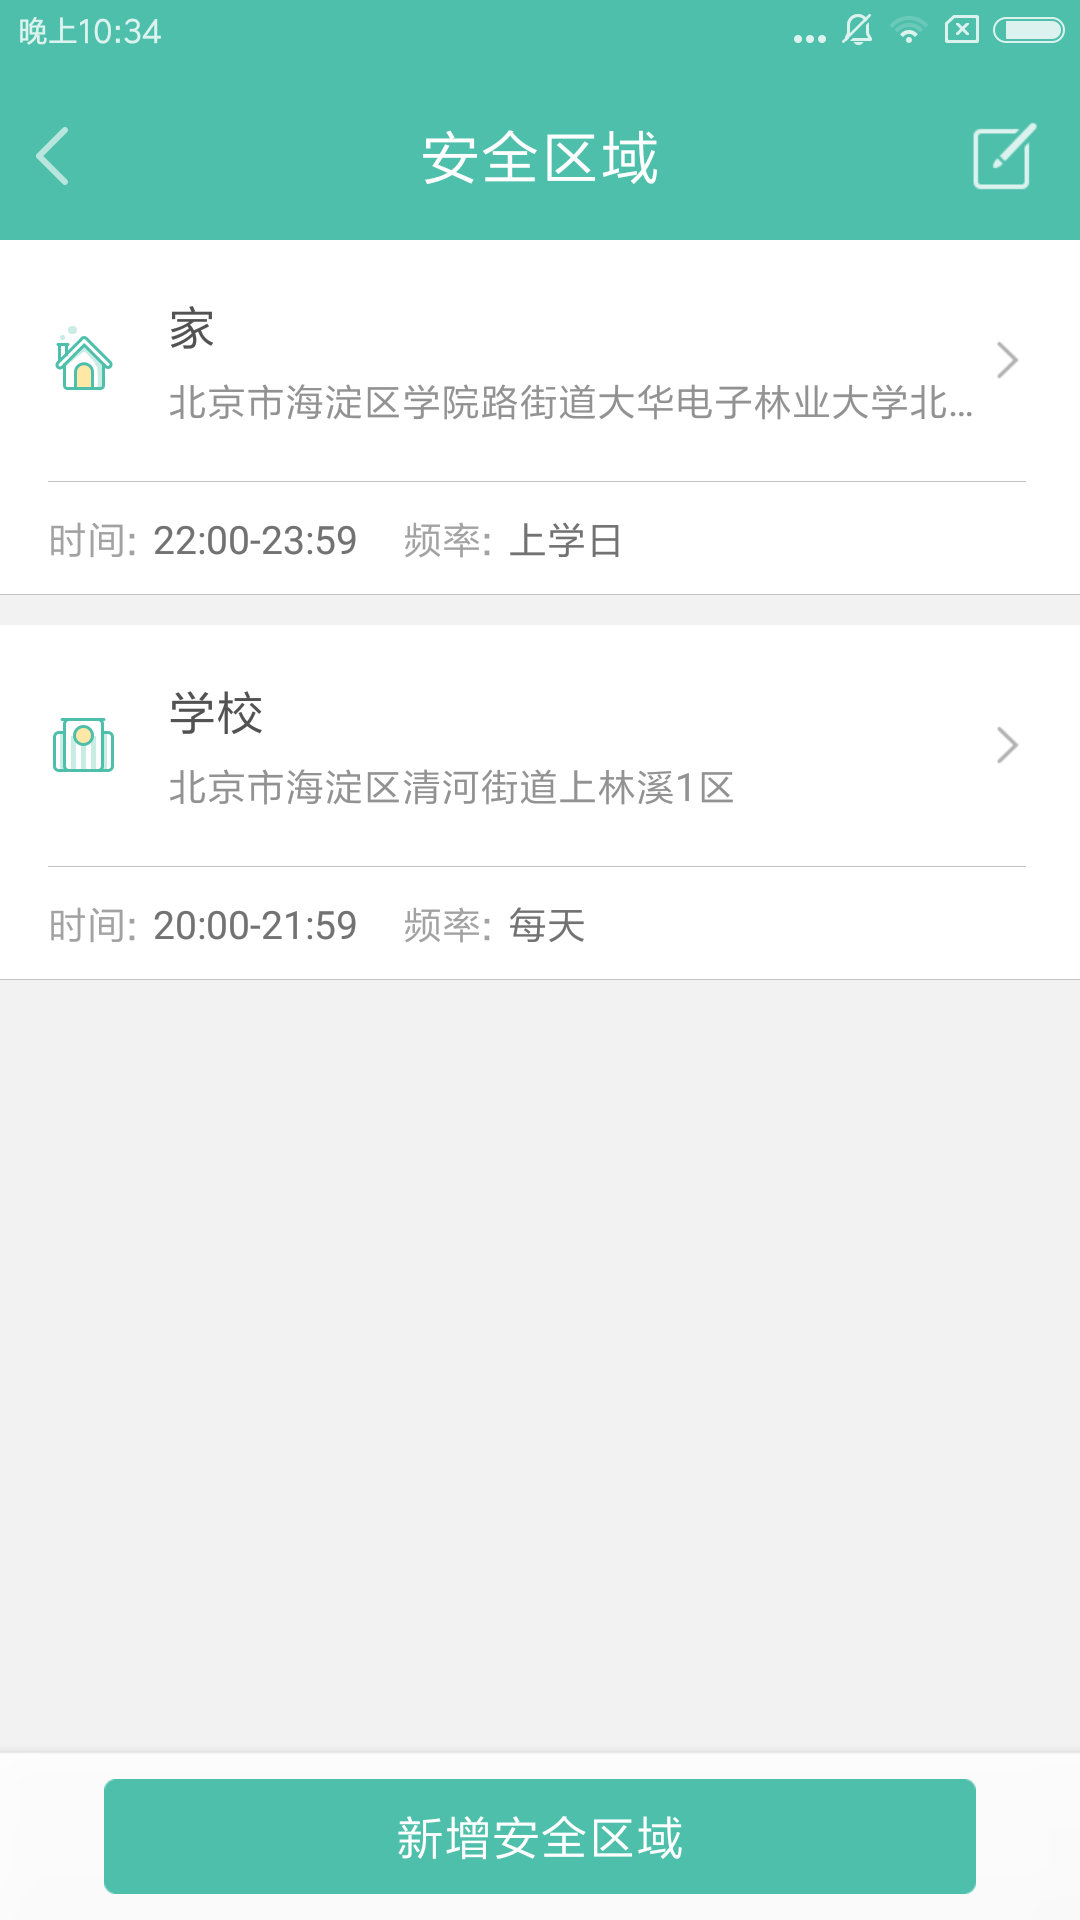 晚上10:34
安全区域
家
北京市海淀区学院路街道大华电子林业大学北...
时间: 22:00-23:59 频率: 上学日
学校
北京市海淀区清河街道上林溪1区
时间: 20:00-21:59 频率: 每天
新增安全区域